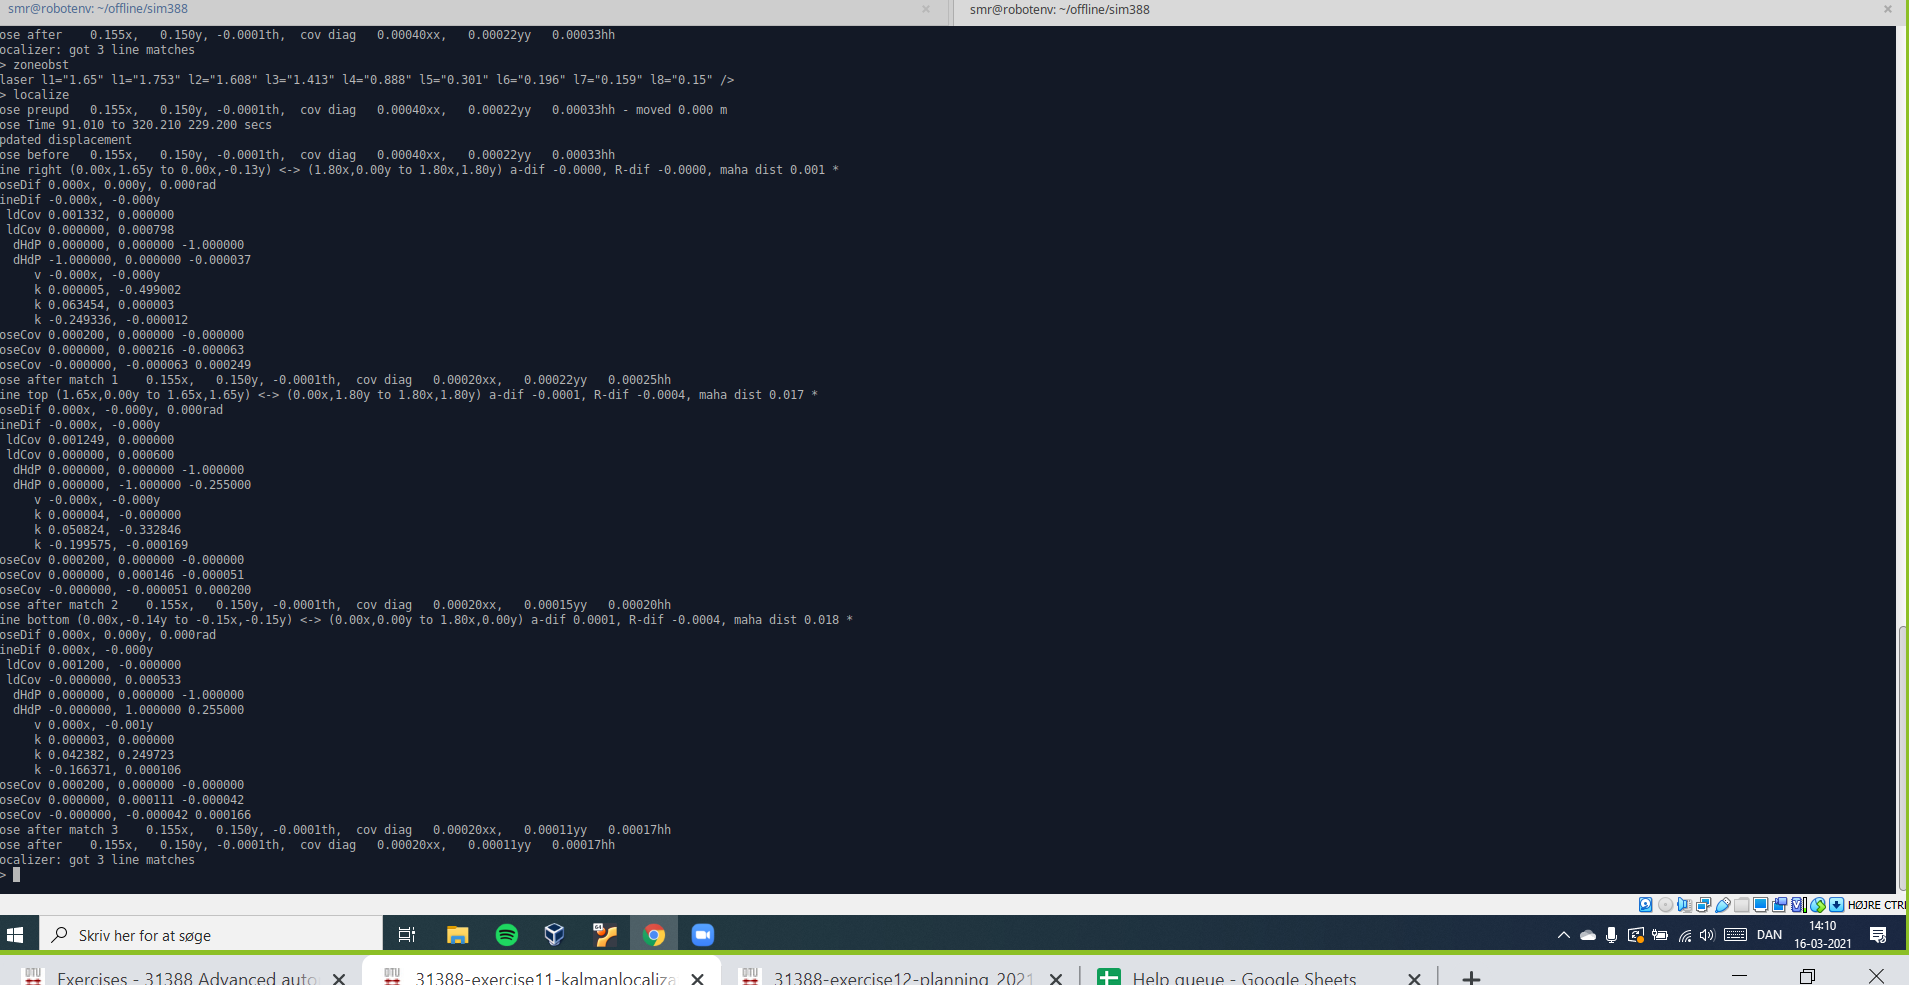 smr@robotenv: ~/offline/sim388 × smr@robotenv: ~/offline/sim388 ×
ose after    0.155x,   0.150y, -0.0001th,  cov diag   0.00040xx,   0.00022yy   0.00033hh
ocalizer: got 3 line matches
> zoneobst
laser l1="1.65" l1="1.753" l2="1.608" l3="1.413" l4="0.888" l5="0.301" l6="0.196" l7="0.159" l8="0.15" />
> localize
ose preupd   0.155x,   0.150y, -0.0001th,  cov diag   0.00040xx,   0.00022yy   0.00033hh - moved 0.000 m
ose Time 91.010 to 320.210 229.200 secs
pdated displacement
ose before   0.155x,   0.150y, -0.0001th,  cov diag   0.00040xx,   0.00022yy   0.00033hh
ine right (0.00x,1.65y to 0.00x,-0.13y) <-> (1.80x,0.00y to 1.80x,1.80y) a-dif -0.0000, R-dif -0.0000, maha dist 0.001 *
oseDif 0.000x, 0.000y, 0.000rad
ineDif -0.000x, -0.000y
ldCov 0.001332, 0.000000
ldCov 0.000000, 0.000798
dHdP 0.000000, 0.000000 -1.000000
dHdP -1.000000, 0.000000 -0.000037
v -0.000x, -0.000y
k 0.000005, -0.499002
k 0.063454, 0.000003
k -0.249336, -0.000012
oseCov 0.000200, 0.000000 -0.000000
oseCov 0.000000, 0.000216 -0.000063
oseCov -0.000000, -0.000063 0.000249
ose after match 1    0.155x,   0.150y, -0.0001th,  cov diag   0.00020xx,   0.00022yy   0.00025hh
ine top (1.65x,0.00y to 1.65x,1.65y) <-> (0.00x,1.80y to 1.80x,1.80y) a-dif -0.0001, R-dif -0.0004, maha dist 0.017 *
oseDif 0.000x, -0.000y, 0.000rad
ineDif -0.000x, -0.000y
ldCov 0.001249, 0.000000
ldCov 0.000000, 0.000600
dHdP 0.000000, 0.000000 -1.000000
dHdP 0.000000, -1.000000 -0.255000
v -0.000x, -0.000y
k 0.000004, -0.000000
k 0.050824, -0.332846
k -0.199575, -0.000169
oseCov 0.000200, 0.000000 -0.000000
oseCov 0.000000, 0.000146 -0.000051
oseCov -0.000000, -0.000051 0.000200
ose after match 2    0.155x,   0.150y, -0.0001th,  cov diag   0.00020xx,   0.00015yy   0.00020hh
ine bottom (0.00x,-0.14y to -0.15x,-0.15y) <-> (0.00x,0.00y to 1.80x,0.00y) a-dif 0.0001, R-dif -0.0004, maha dist 0.018 *
oseDif 0.000x, 0.000y, 0.000rad
ineDif 0.000x, -0.000y
ldCov 0.001200, -0.000000
ldCov -0.000000, 0.000533
dHdP 0.000000, 0.000000 -1.000000
dHdP -0.000000, 1.000000 0.255000
v 0.000x, -0.001y
k 0.000003, 0.000000
k 0.042382, 0.249723
k -0.166371, 0.000106
oseCov 0.000200, 0.000000 -0.000000
oseCov 0.000000, 0.000111 -0.000042
oseCov -0.000000, -0.000042 0.000166
ose after match 3    0.155x,   0.150y, -0.0001th,  cov diag   0.00020xx,   0.00011yy   0.00017hh
ose after    0.155x,   0.150y, -0.0001th,  cov diag   0.00020xx,   0.00011yy   0.00017hh
ocalizer: got 3 line matches
>
HØJRE CTR
Skriv her for at søge
64
DAN
14:10
16-03-2021
DTU Exercises - 31388 Advanced auto
DTU 31388-exercise11-kalmanlocaliza
DTU 31388-exercise12-planning_2021
Help queue - Google Sheets